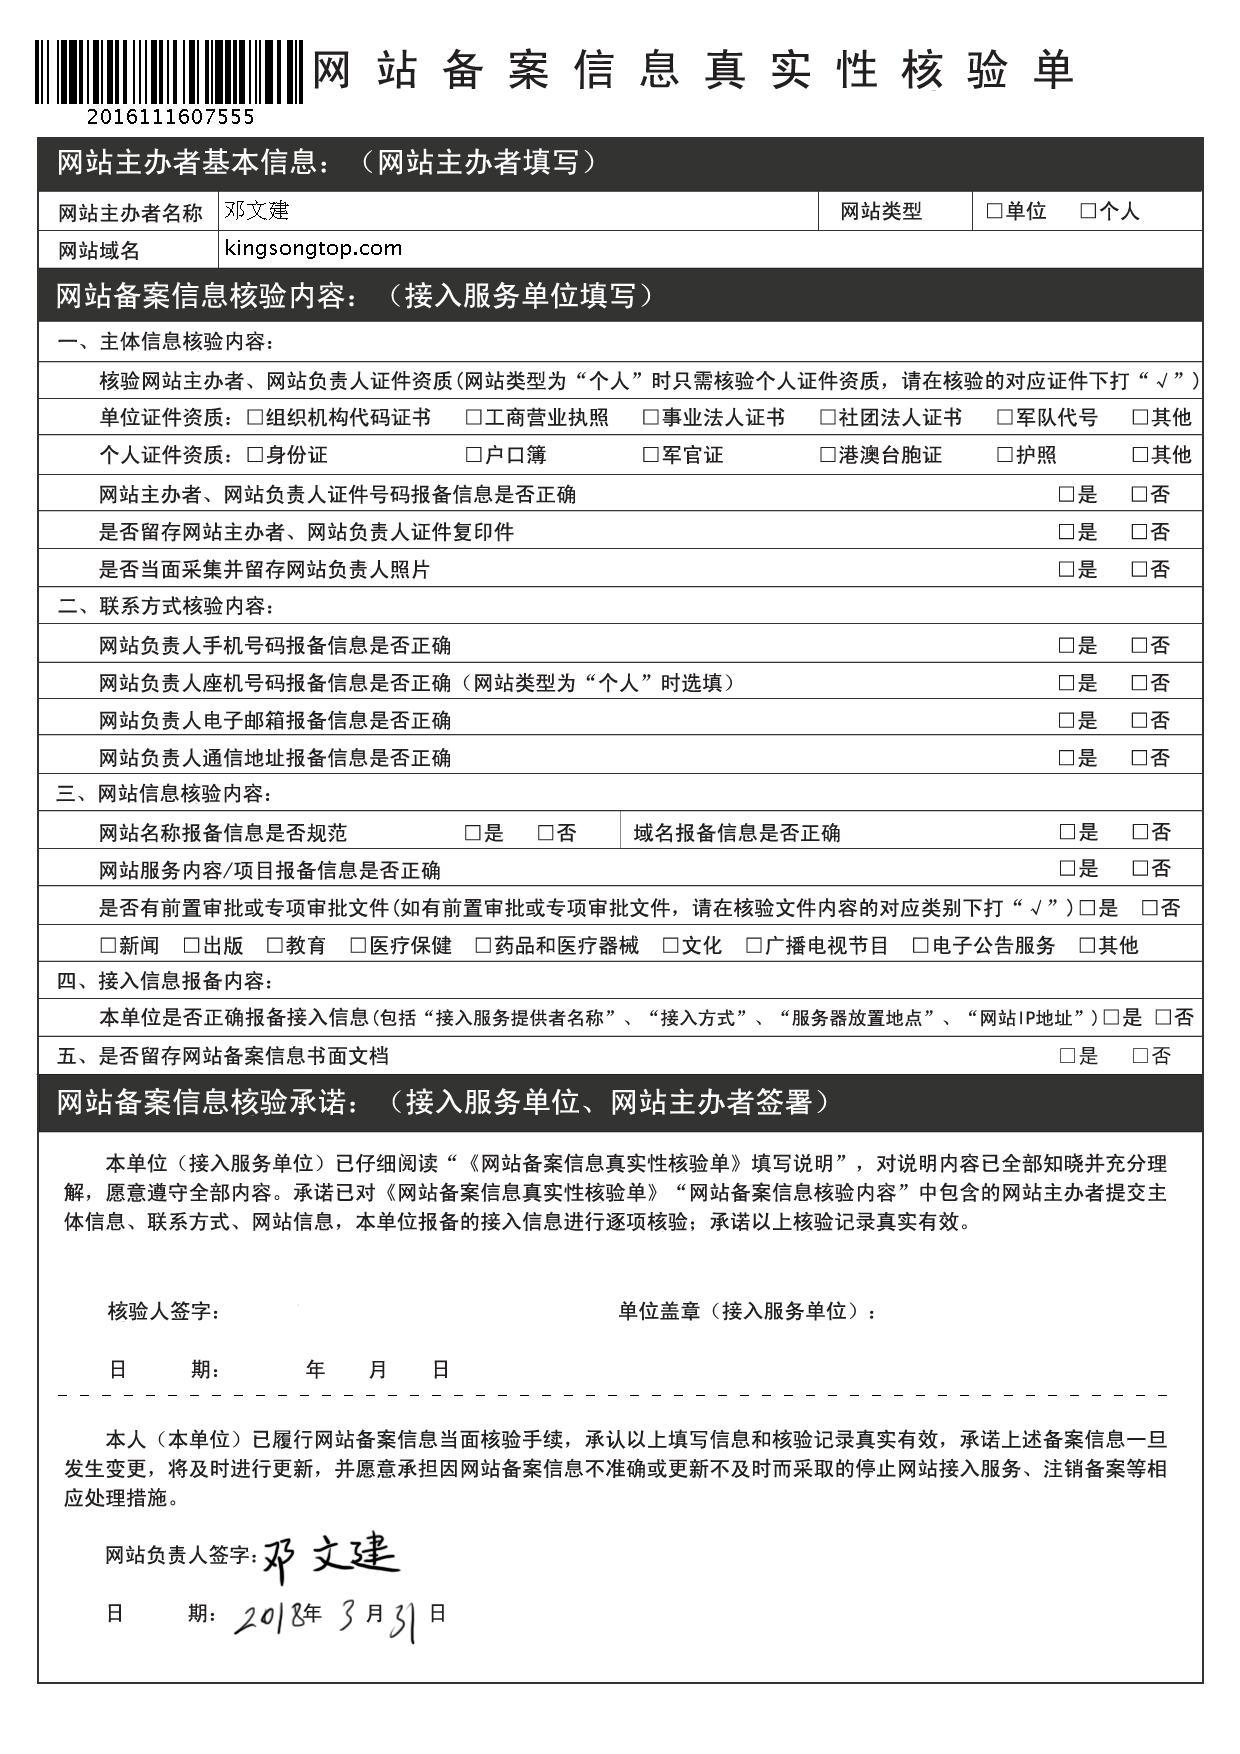 网站备案信息真实性核验单
2016111607555
网站主办者基本信息：（网站主办者填写）
网站主办者名称 邓文建 网站类型 □单位 □个人
网站域名 kingsongtop.com
网站备案信息核验内容：（接入服务单位填写）
一、主体信息核验内容：
核验网站主办者、网站负责人证件资质(网站类型为“个人”时只需核验个人证件资质，请在核验的对应证件下打“√”)
单位证件资质：□组织机构代码证书 □工商营业执照 □事业法人证书 □社团法人证书 □军队代号 □其他
个人证件资质：□身份证 □户口簿 □军官证 □港澳台胞证 □护照 □其他
网站主办者、网站负责人证件号码报备信息是否正确 □是 □否
是否留存网站主办者、网站负责人证件复印件 □是 □否
是否当面采集并留存网站负责人照片 □是 □否
二、联系方式核验内容：
网站负责人手机号码报备信息是否正确 □是 □否
网站负责人座机号码报备信息是否正确（网站类型为“个人”时选填） □是 □否
网站负责人电子邮箱报备信息是否正确 □是 □否
网站负责人通信地址报备信息是否正确 □是 □否
三、网站信息核验内容：
网站名称报备信息是否规范 □是 □否 域名报备信息是否正确 □是 □否
网站服务内容/项目报备信息是否正确 □是 □否
是否有前置审批或专项审批文件(如有前置审批或专项审批文件，请在核验文件内容的对应类别下打“√”)□是 □否
□新闻 □出版 □教育 □医疗保健 □药品和医疗器械 □文化 □广播电视节目 □电子公告服务 □其他
四、接入信息报备内容：
本单位是否正确报备接入信息(包括“接入服务提供者名称”、“接入方式”、“服务器放置地点”、“网站IP地址”)□是 □否
五、是否留存网站备案信息书面文档 □是 □否
网站备案信息核验承诺：（接入服务单位、网站主办者签署）
本单位（接入服务单位）已仔细阅读“《网站备案信息真实性核验单》填写说明”，对说明内容已全部知晓并充分理
解，愿意遵守全部内容。承诺已对《网站备案信息真实性核验单》“网站备案信息核验内容”中包含的网站主办者提交主
体信息、联系方式、网站信息，本单位报备的接入信息进行逐项核验；承诺以上核验记录真实有效。
核验人签字： 单位盖章（接入服务单位）：
日 期： 年 月 日
本人（本单位）已履行网站备案信息当面核验手续，承认以上填写信息和核验记录真实有效，承诺上述备案信息一旦
发生变更，将及时进行更新，并愿意承担因网站备案信息不准确或更新不及时而采取的停止网站接入服务、注销备案等相
应处理措施。
网站负责人签字：邓文建
日 期： 2018年 3 月 31 日